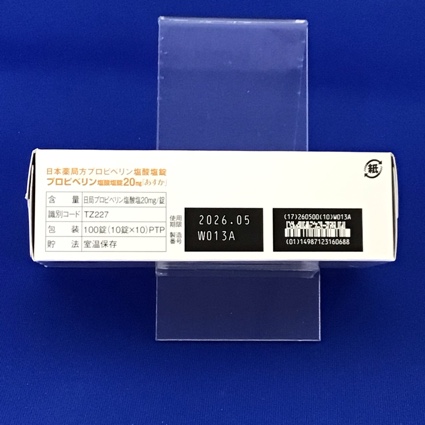 日本薬局方プロピベリン塩酸塩錠
プロピベリン塩酸塩錠20mg「あすか」
含量 日局プロピベリン塩酸塩20mg/錠
識別コード TZ227
包装 100錠(10錠×10)PTP
貯法 室温保存
使用期限 2026.05
製造番号 W013A
(17)260500(10)W013A
(01)14987123160688
紙